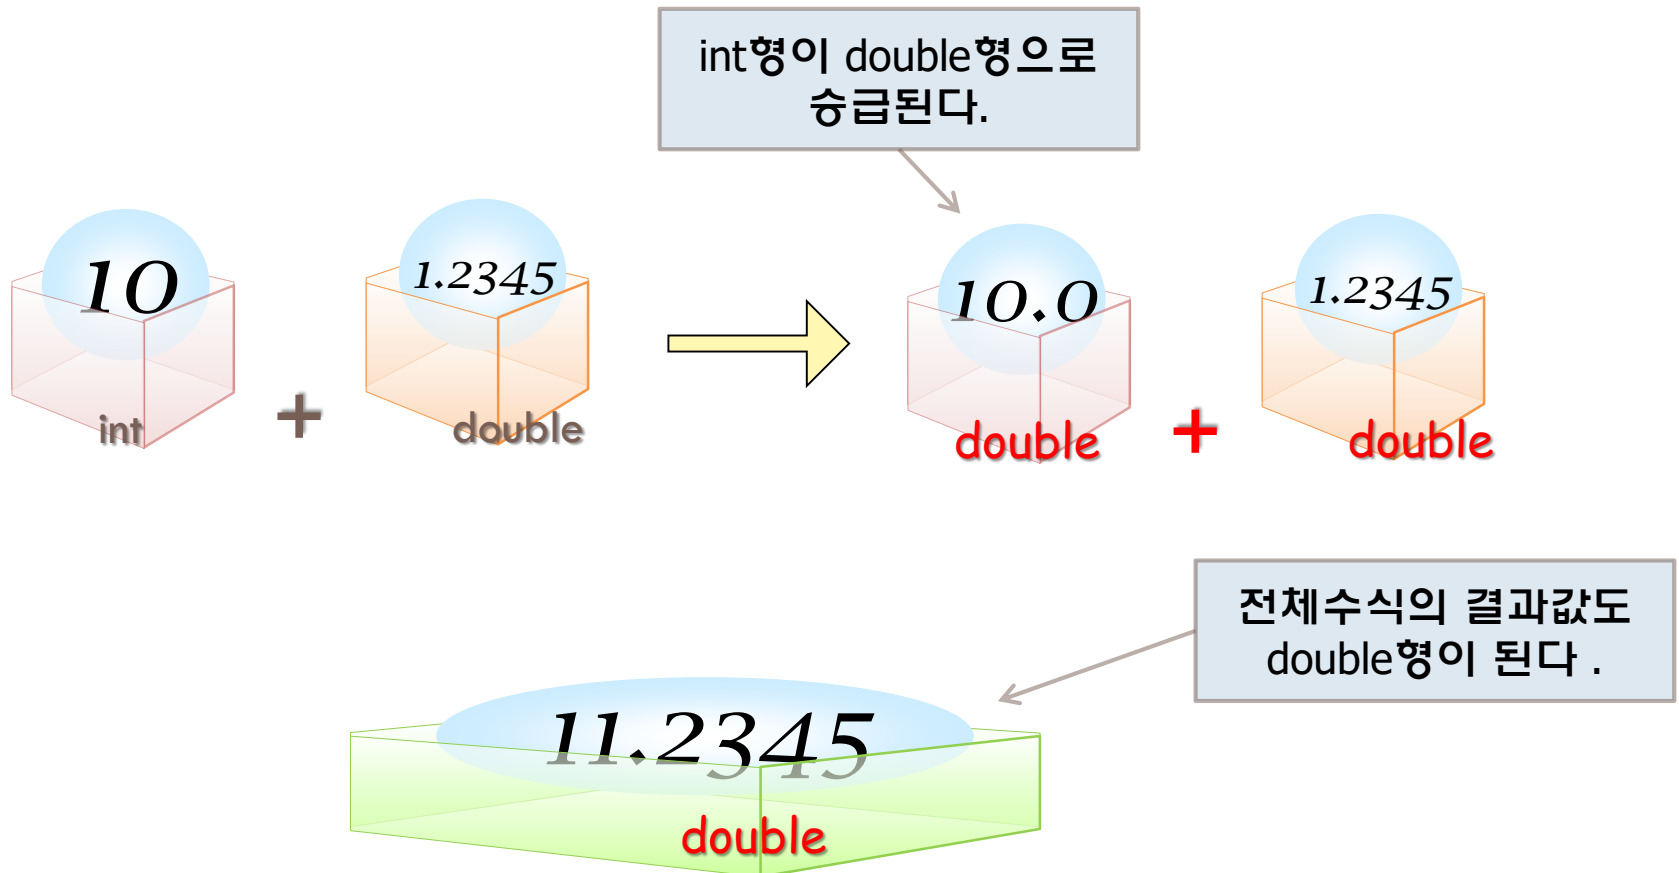 int형이 double형으로
승급된다.
10
1.2345
10.0
1.2345
int
+
double
double
+
double
전체수식의 결과값도
double형이 된다 .
11.2345
double